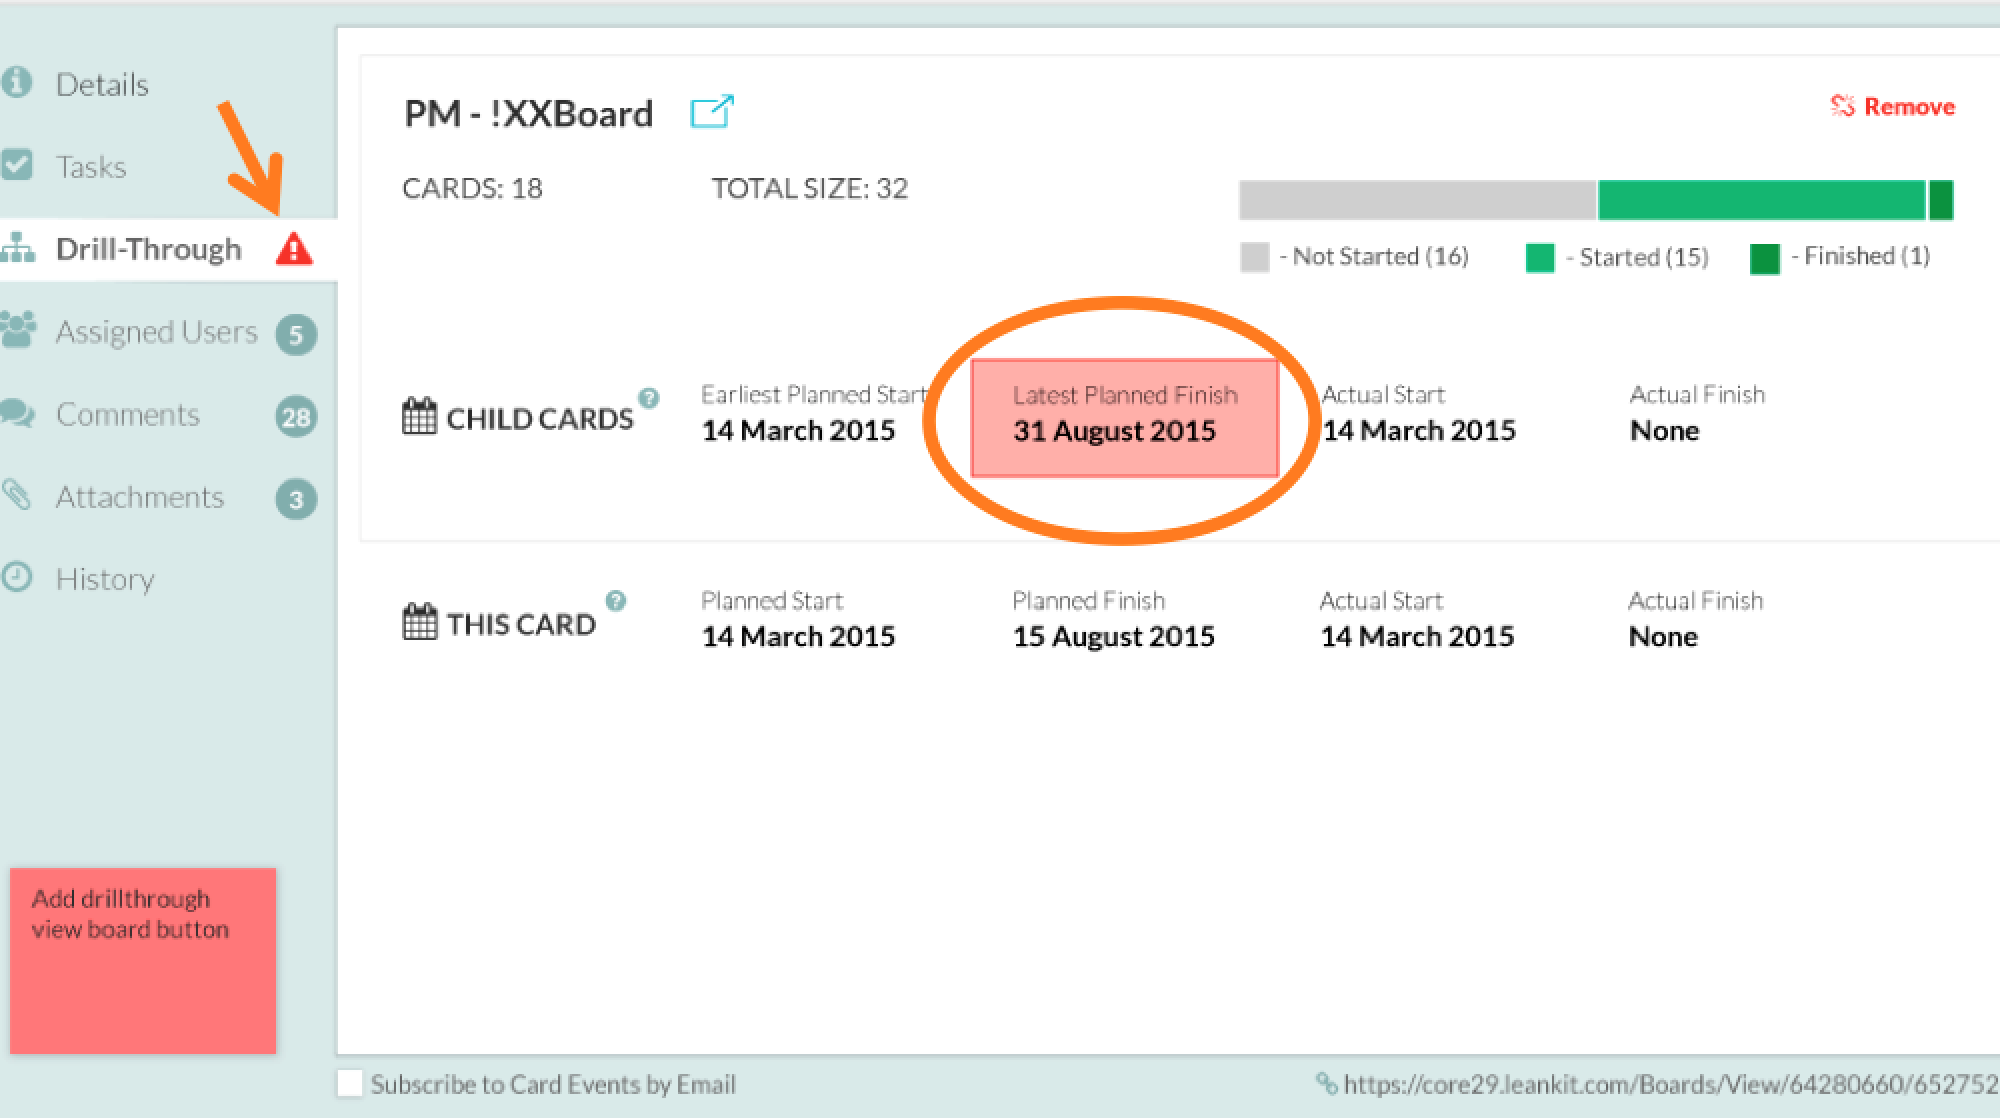 Details
Tasks
Drill-Through
Assigned Users 5
Comments 28
Attachments 3
History
Add drillthrough
view board button
PM - !XXBoard
Remove
CARDS: 18 TOTAL SIZE: 32
- Not Started (16) - Started (15) - Finished (1)
CHILD CARDS ?
Earliest Planned Start
14 March 2015
Latest Planned Finish
31 August 2015
Actual Start
14 March 2015
Actual Finish
None
THIS CARD ?
Planned Start
14 March 2015
Planned Finish
15 August 2015
Actual Start
14 March 2015
Actual Finish
None
Subscribe to Card Events by Email
https://core29.leankit.com/Boards/View/64280660/652752